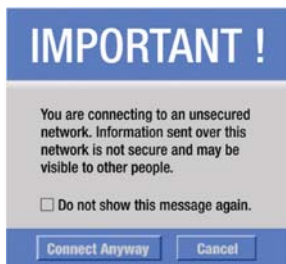 IMPORTANT !
You are connecting to an unsecured
network. Information sent over this
network is not secure and may be
visible to other people.
Do not show this message again.
Connect Anyway
Cancel